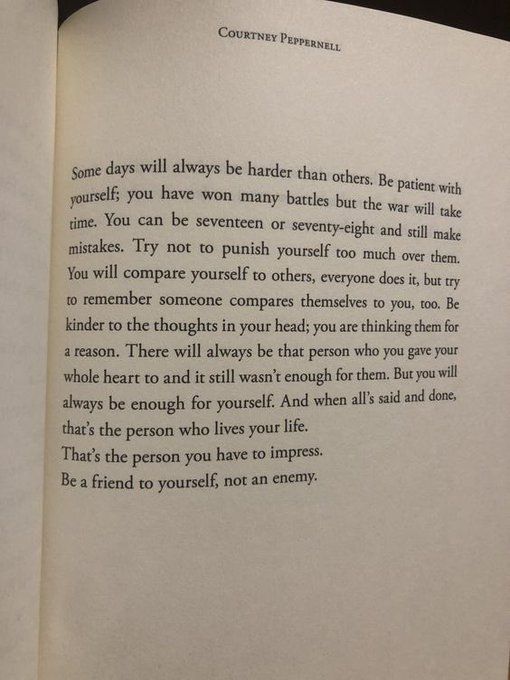 COURTNEY PEPPERNELL
Some days will always be harder than others. Be patient with
yourself; you have won many battles but the war will take
time. You can be seventeen or seventy-eight and still make
mistakes. Try not to punish yourself too much over them.
You will compare yourself to others, everyone does it, but try
to remember someone compares themselves to you, too. Be
kinder to the thoughts in your head; you are thinking them for
a reason. There will always be that person who you gave your
whole heart to and it still wasn't enough for them. But you will
always be enough for yourself. And when all's said and done,
that's the person who lives your life.
That's the person you have to impress.
Be a friend to yourself, not an enemy.